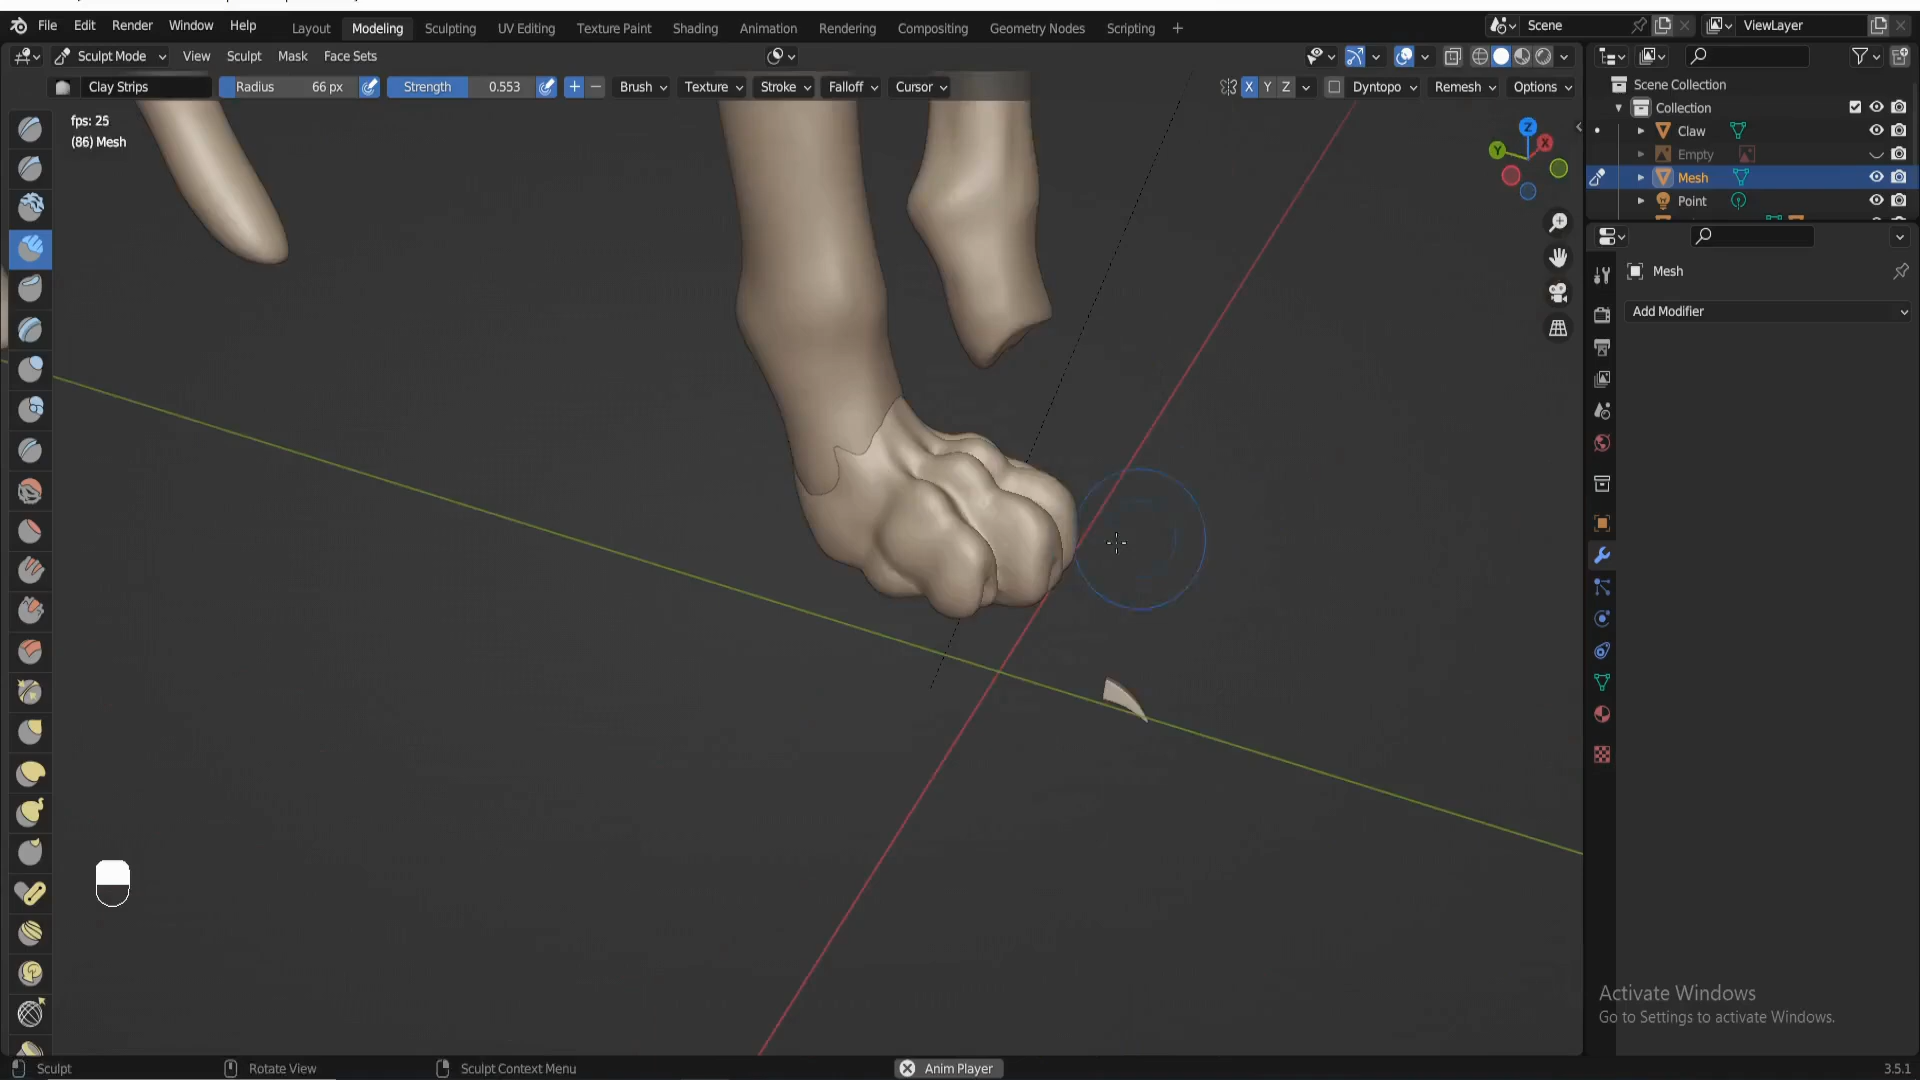 File Edit Render Window Help Layout Modeling Sculpting UV Editing Texture Paint Shading Animation Rendering Compositing Geometry Nodes Scripting + Scene ViewLayer
Sculpt Mode View Sculpt Mask Face Sets
Clay Strips Radius 66 px Strength 0.553 Brush Texture Stroke Falloff Cursor X Y Z Dyntopo Remesh Options
fps: 25
(86) Mesh
Z
X
Y
Scene Collection
Collection
Claw
Empty
Mesh
Point
Mesh
Add Modifier
Activate Windows
Go to Settings to activate Windows.
Sculpt Rotate View Sculpt Context Menu Anim Player 3.5.1